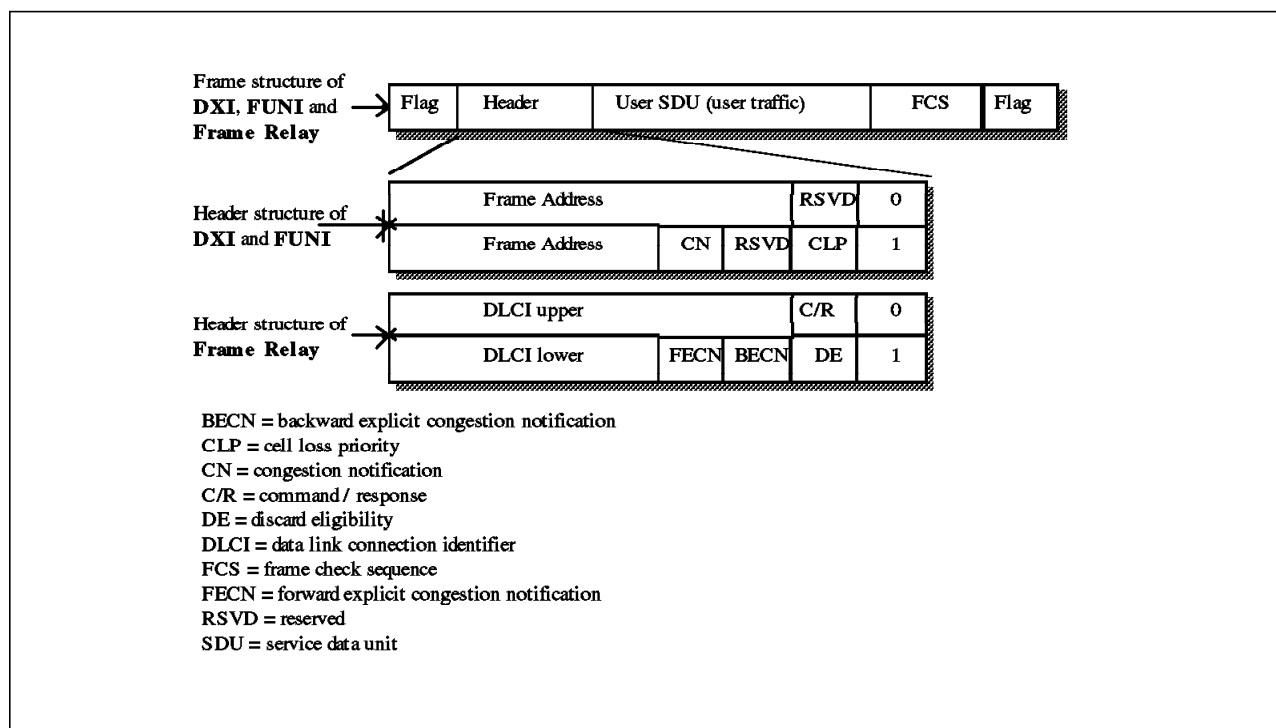 Frame structure of
DXI, FUNI and
Frame Relay
Flag Header User SDU (user traffic) FCS Flag
Header structure of
DXI and FUNI
Frame Address RSVD 0
Frame Address CN RSVD CLP 1
Header structure of
Frame Relay
DLCI upper C/R 0
DLCI lower FECN BECN DE 1
BECN = backward explicit congestion notification
CLP = cell loss priority
CN = congestion notification
C/R = command / response
DE = discard eligibility
DLCI = data link connection identifier
FCS = frame check sequence
FECN = forward explicit congestion notification
RSVD = reserved
SDU = service data unit